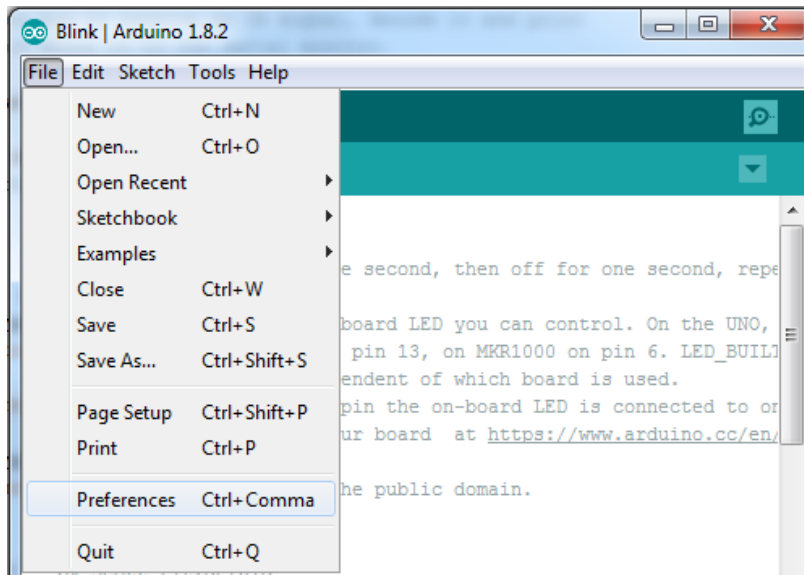 Blink | Arduino 1.8.2
File Edit Sketch Tools Help
New Ctrl+N
Open... Ctrl+O
Open Recent
Sketchbook
Examples
Close Ctrl+W
Save Ctrl+S
Save As... Ctrl+Shift+S
Page Setup Ctrl+Shift+P
Print Ctrl+P
Preferences Ctrl+Comma
Quit Ctrl+Q
e second, then off for one second, repe
board LED you can control. On the UNO,
pin 13, on MKR1000 on pin 6. LED_BUILT
endent of which board is used.
pin the on-board LED is connected to on
ur board at https://www.arduino.cc/en/
he public domain.